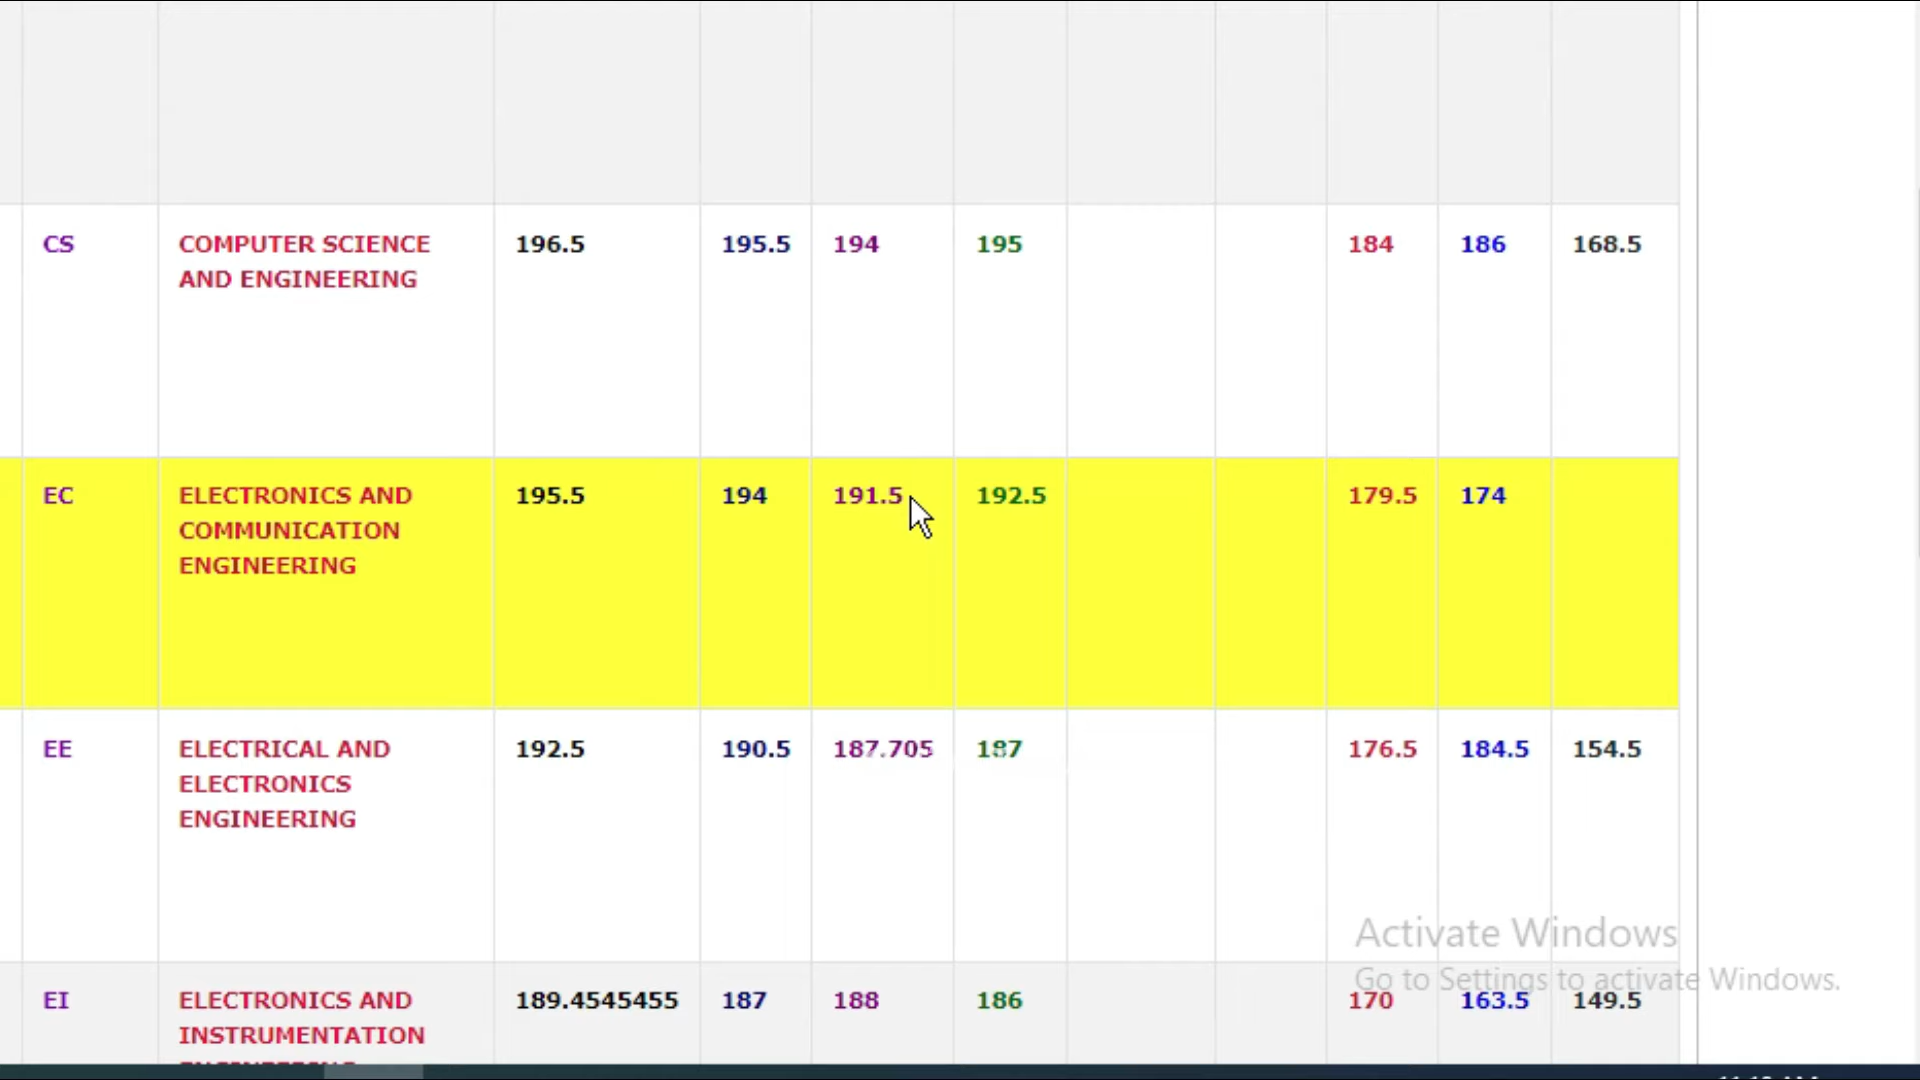 CS COMPUTER SCIENCE 196.5 195.5 194 195 184 186 168.5
AND ENGINEERING
EC ELECTRONICS AND 195.5 194 191.5 192.5 179.5 174
COMMUNICATION
ENGINEERING
EE ELECTRICAL AND 192.5 190.5 187.705 187 176.5 184.5 154.5
ELECTRONICS
ENGINEERING
Activate Windows
Go to Settings to activate Windows.
EI ELECTRONICS AND 189.4545455 187 188 186 170 163.5 149.5
INSTRUMENTATION